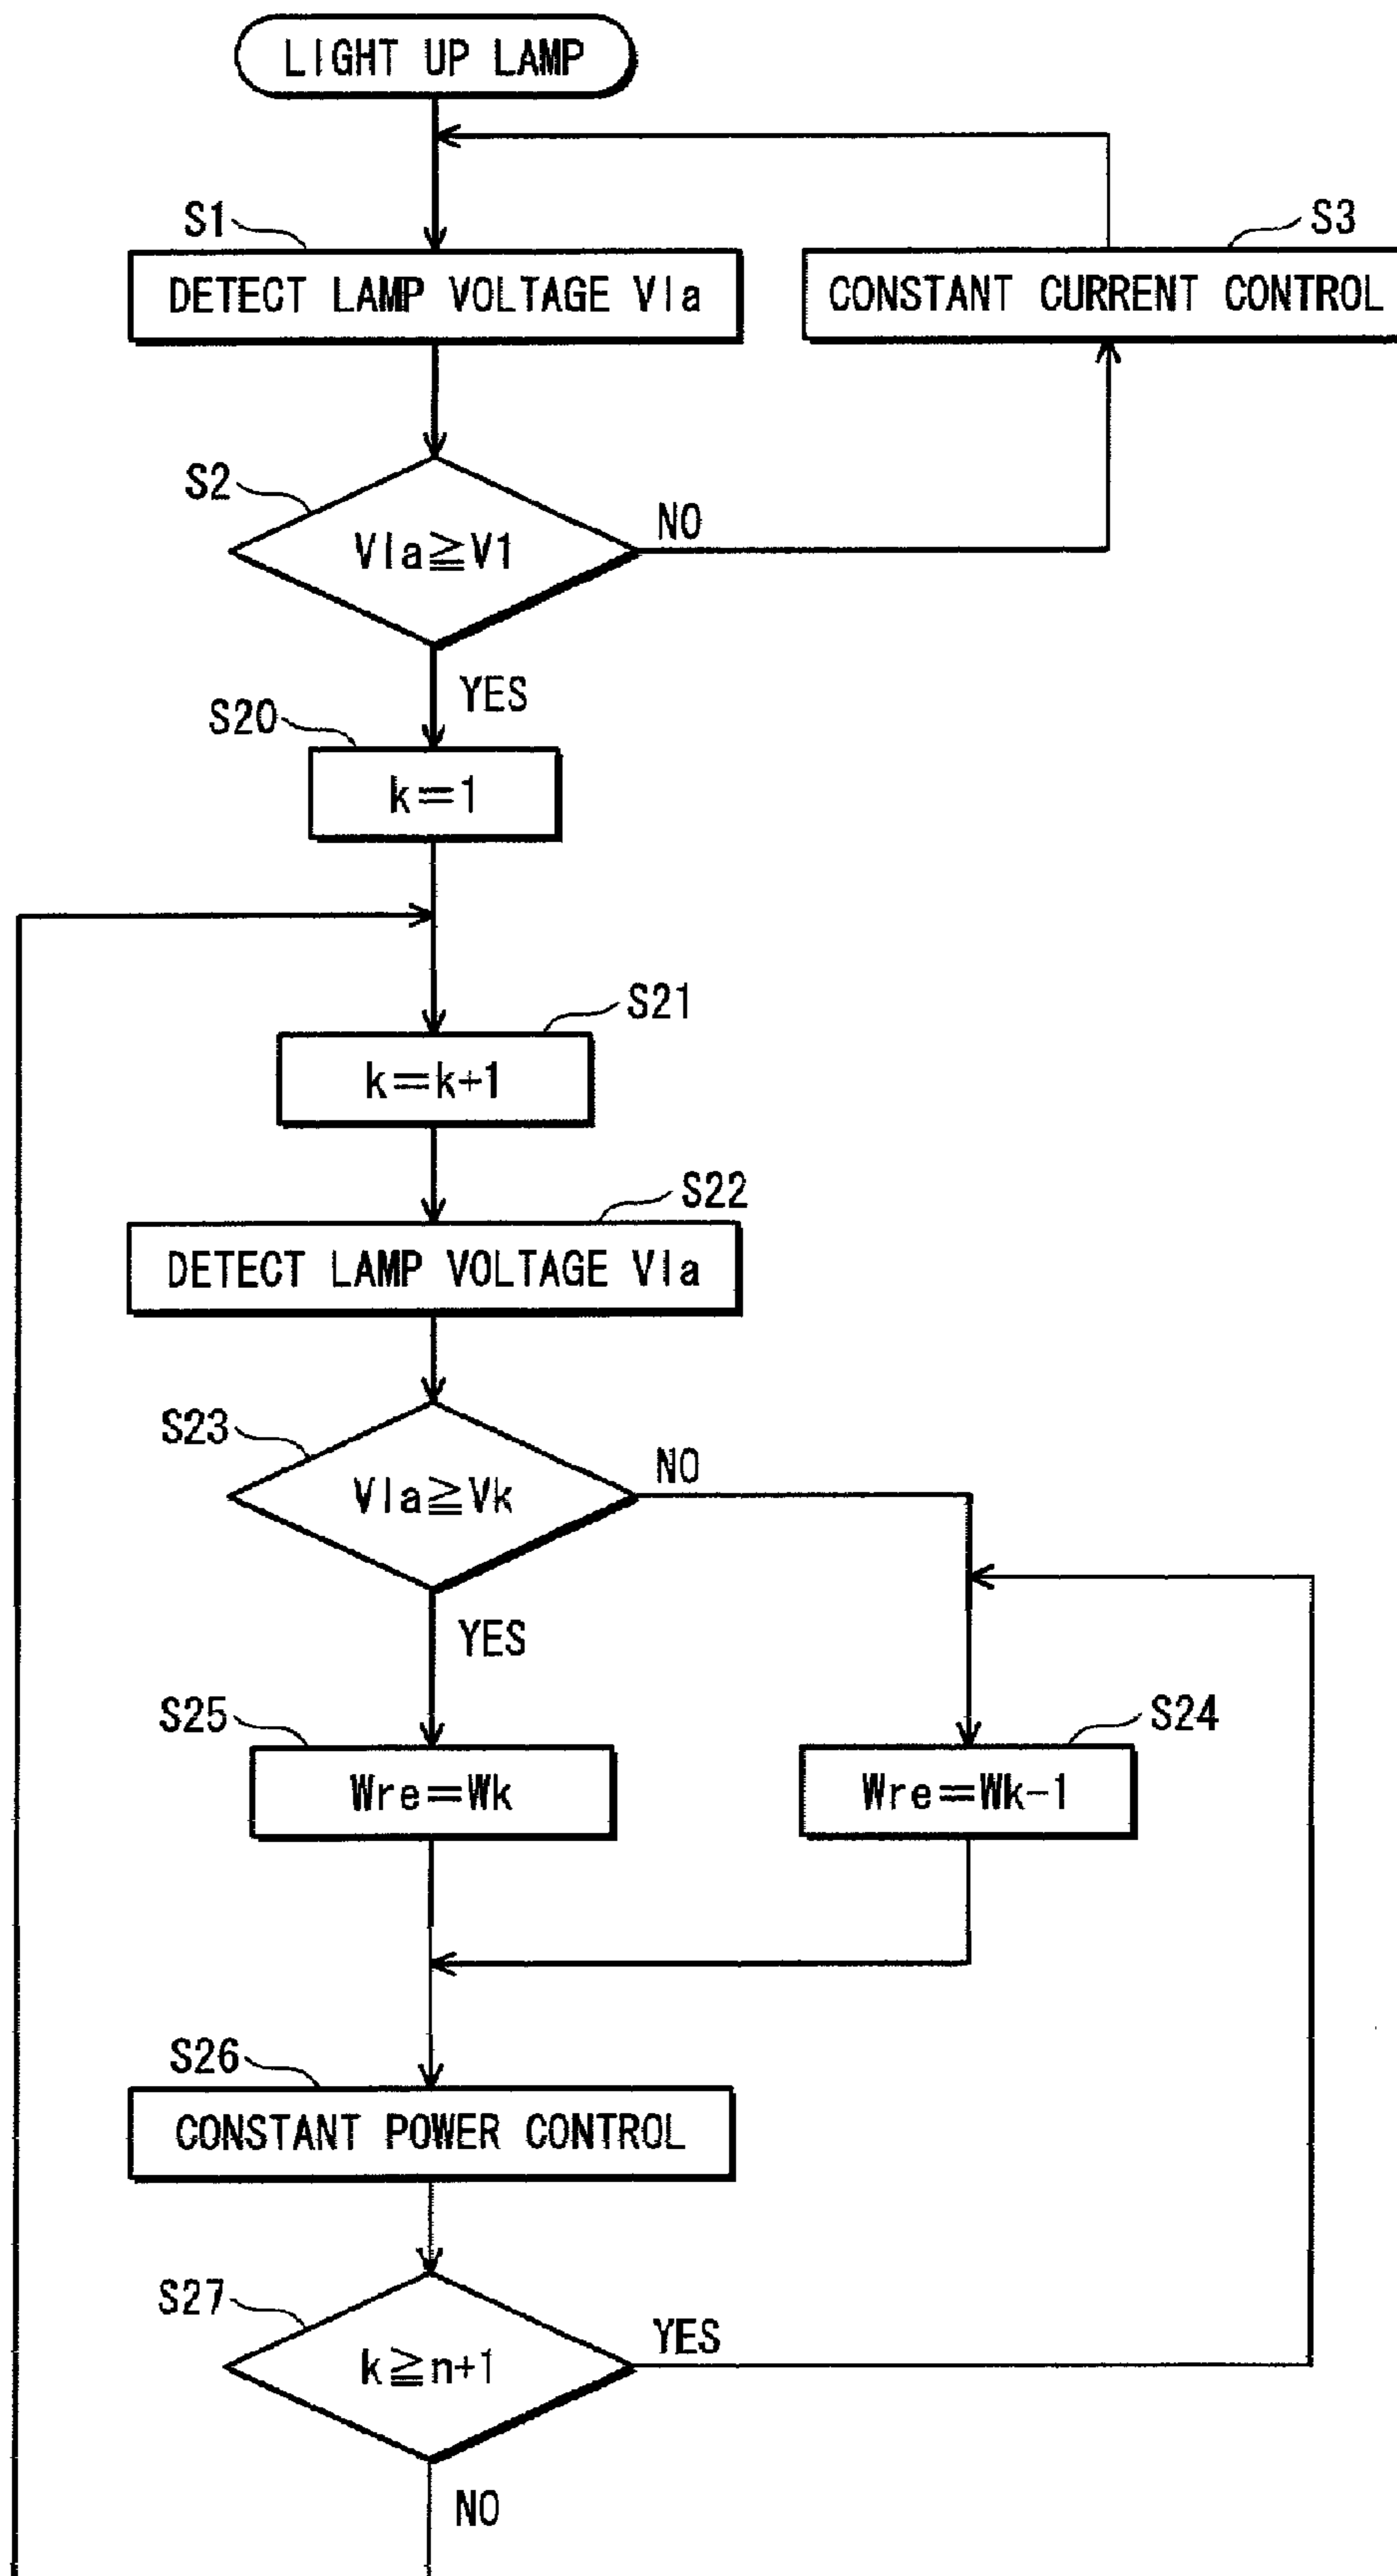 LIGHT UP LAMP
S1
DETECT LAMP VOLTAGE Vla
S3
CONSTANT CURRENT CONTROL
S2
Vla≧V1
NO
YES
S20
k=1
S21
k=k+1
S22
DETECT LAMP VOLTAGE Vla
S23
Vla≧Vk
NO
YES
S25
Wre=Wk
S24
Wre=Wk-1
S26
CONSTANT POWER CONTROL
S27
k≧n+1
YES
NO